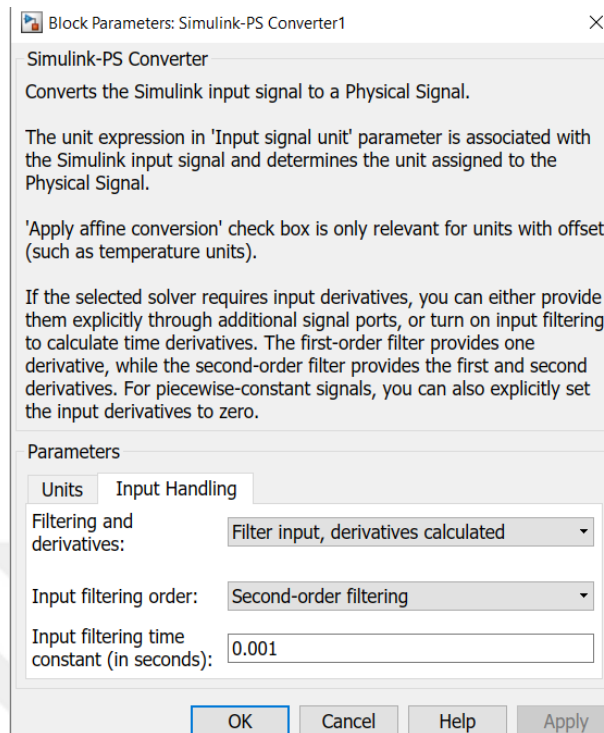 Block Parameters: Simulink-PS Converter1
Simulink-PS Converter
Converts the Simulink input signal to a Physical Signal.
The unit expression in 'Input signal unit' parameter is associated with
the Simulink input signal and determines the unit assigned to the
Physical Signal.
'Apply affine conversion' check box is only relevant for units with offset
(such as temperature units).
If the selected solver requires input derivatives, you can either provide
them explicitly through additional signal ports, or turn on input filtering
to calculate time derivatives. The first-order filter provides one
derivative, while the second-order filter provides the first and second
derivatives. For piecewise-constant signals, you can also explicitly set
the input derivatives to zero.
Parameters
Units Input Handling
Filtering and
derivatives: Filter input, derivatives calculated
Input filtering order: Second-order filtering
Input filtering time
constant (in seconds): 0.001
OK Cancel Help Apply